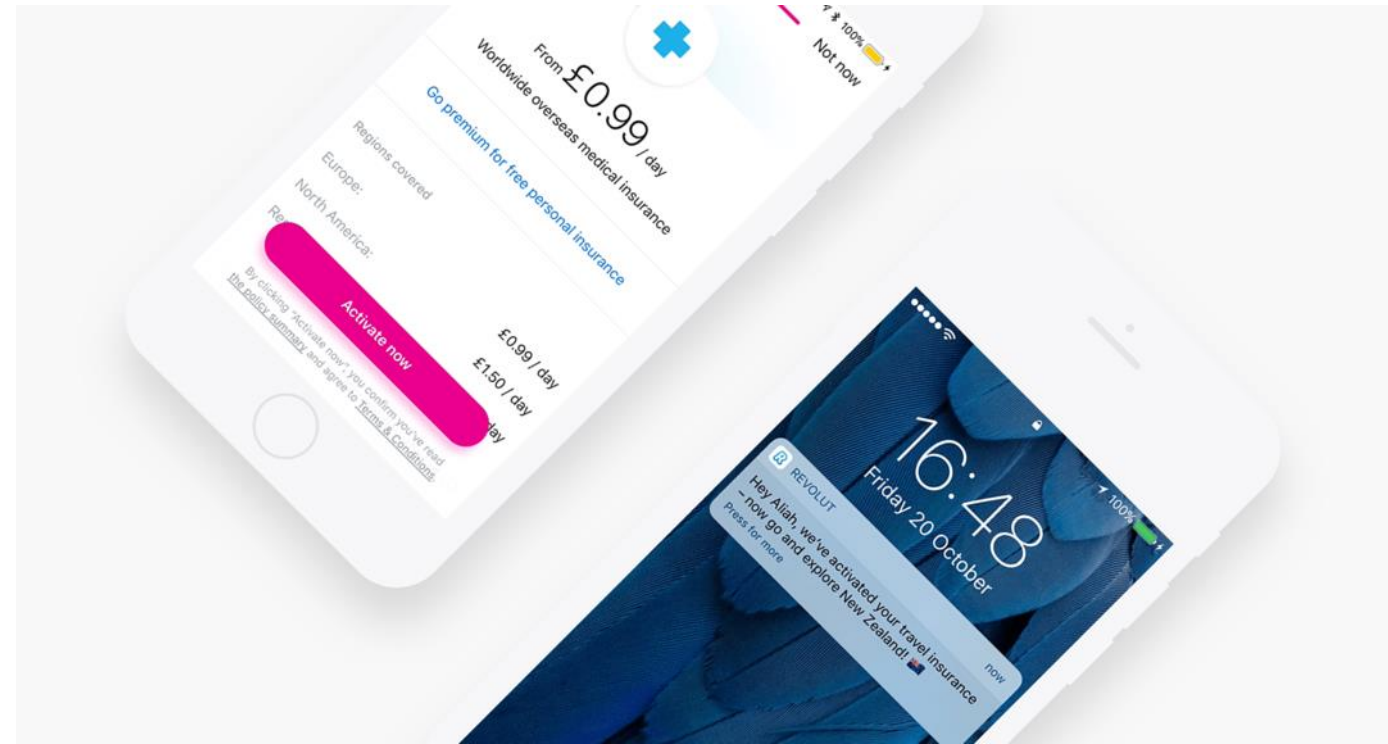 100%
Not now
From £0.99 / day
Worldwide overseas medical insurance
Go premium for free personal insurance
Regions covered
Europe:
£0.99 / day
North America:
£1.50 / day
Activate now
By clicking "Activate now", you confirm you've read
the policy summary and agree to Terms & Conditions.
100%
16:48
Friday 20 October
REVOLUT
now
Hey Aliah, we've activated your travel insurance
– now go and explore New Zealand! 🇳🇿
Press for more